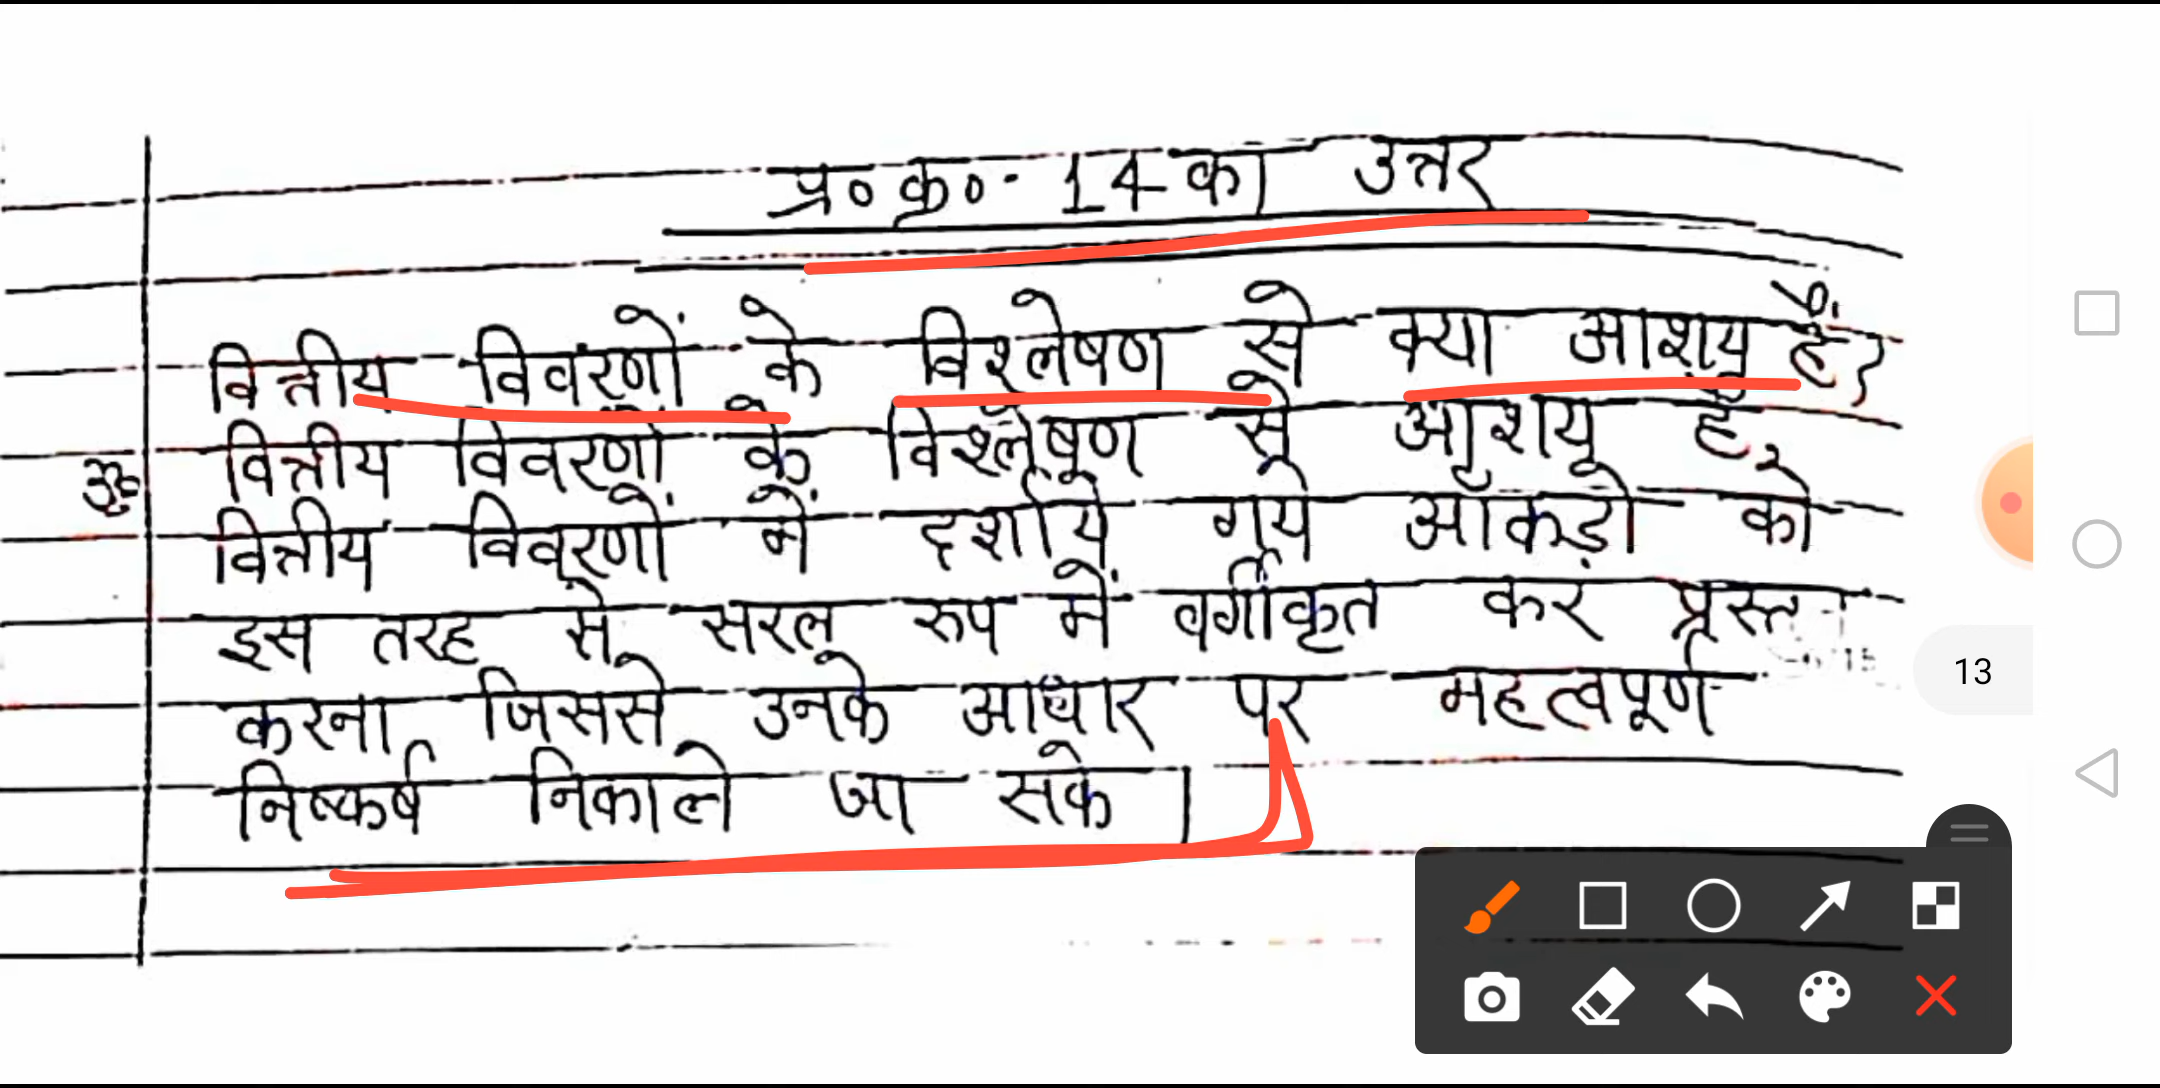 प्र० क्र०. 14 का उत्तर
वित्तीय विवरणों के विश्लेषण से क्या आशय हैं?
उ० वित्तीय विवरणों के विश्लेषण से आशय है,
वित्तीय विवरणों में दर्शाये गये आँकड़ो को
इस तरह से सरल रूप में वर्गीकृत कर प्रस्तु
करना जिससे उनके आधार पर महत्वपूर्ण
निष्कर्ष निकाले जा सके।
13